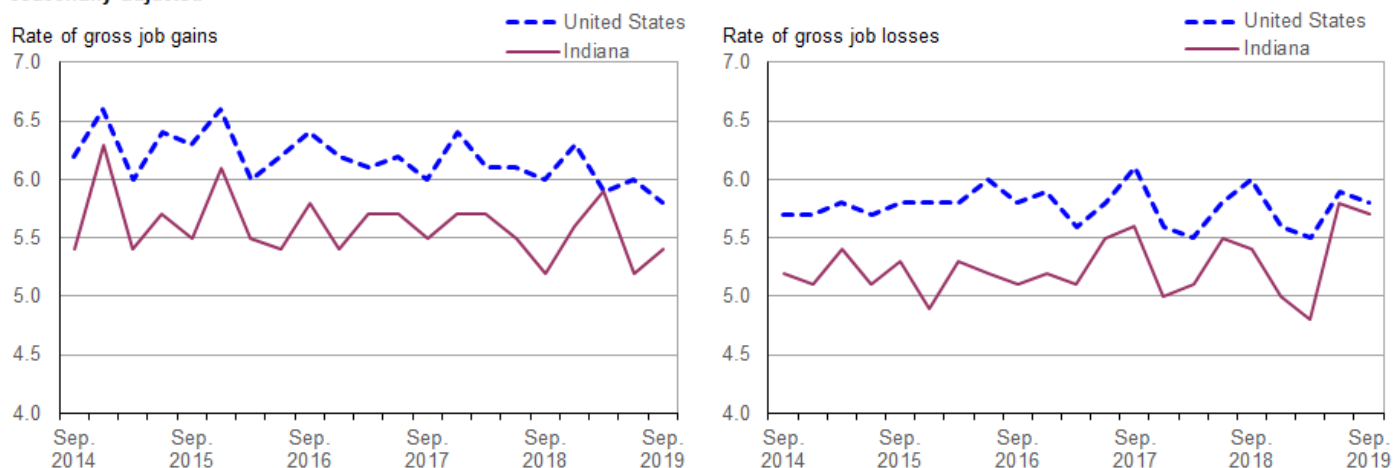 Rate of gross job gains
United States
Indiana
7.0
6.5
6.0
5.5
5.0
4.5
4.0
Sep. 2014
Sep. 2015
Sep. 2016
Sep. 2017
Sep. 2018
Sep. 2019
Rate of gross job losses
United States
Indiana
7.0
6.5
6.0
5.5
5.0
4.5
4.0
Sep. 2014
Sep. 2015
Sep. 2016
Sep. 2017
Sep. 2018
Sep. 2019